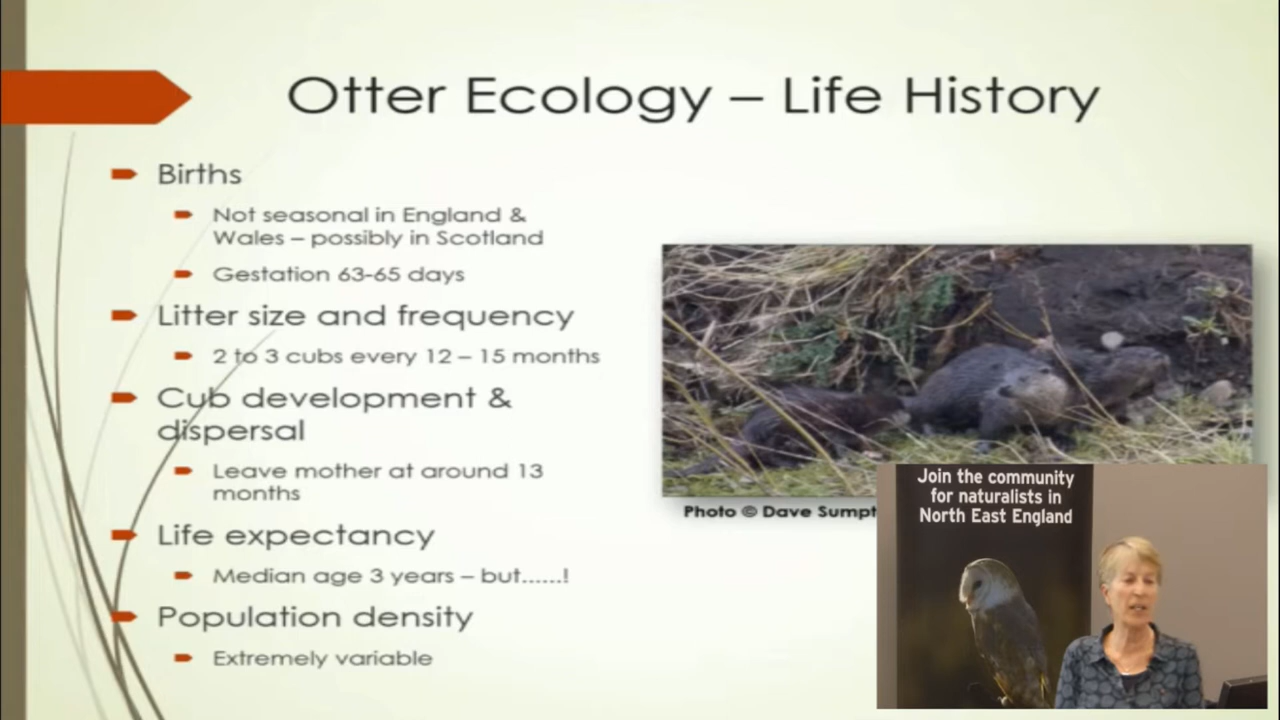 Otter Ecology – Life History
Births
Not seasonal in England &
Wales – possibly in Scotland
Gestation 63-65 days
Litter size and frequency
2 to 3 cubs every 12 – 15 months
Cub development &
dispersal
Leave mother at around 13
months
Life expectancy
Median age 3 years – but......!
Population density
Extremely variable
Photo © Dave Sumpt
Join the community
for naturalists in
North East England